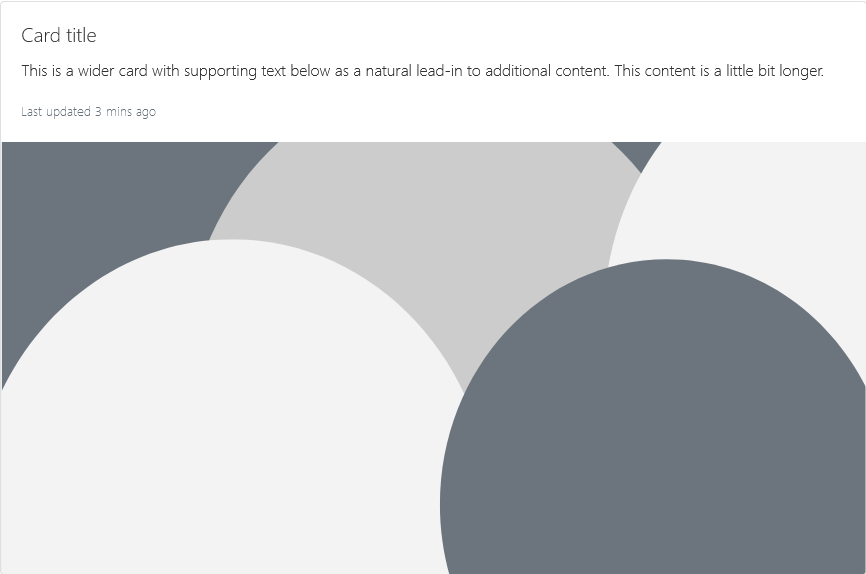 Card title
This is a wider card with supporting text below as a natural lead-in to additional content. This content is a little bit longer.
Last updated 3 mins ago